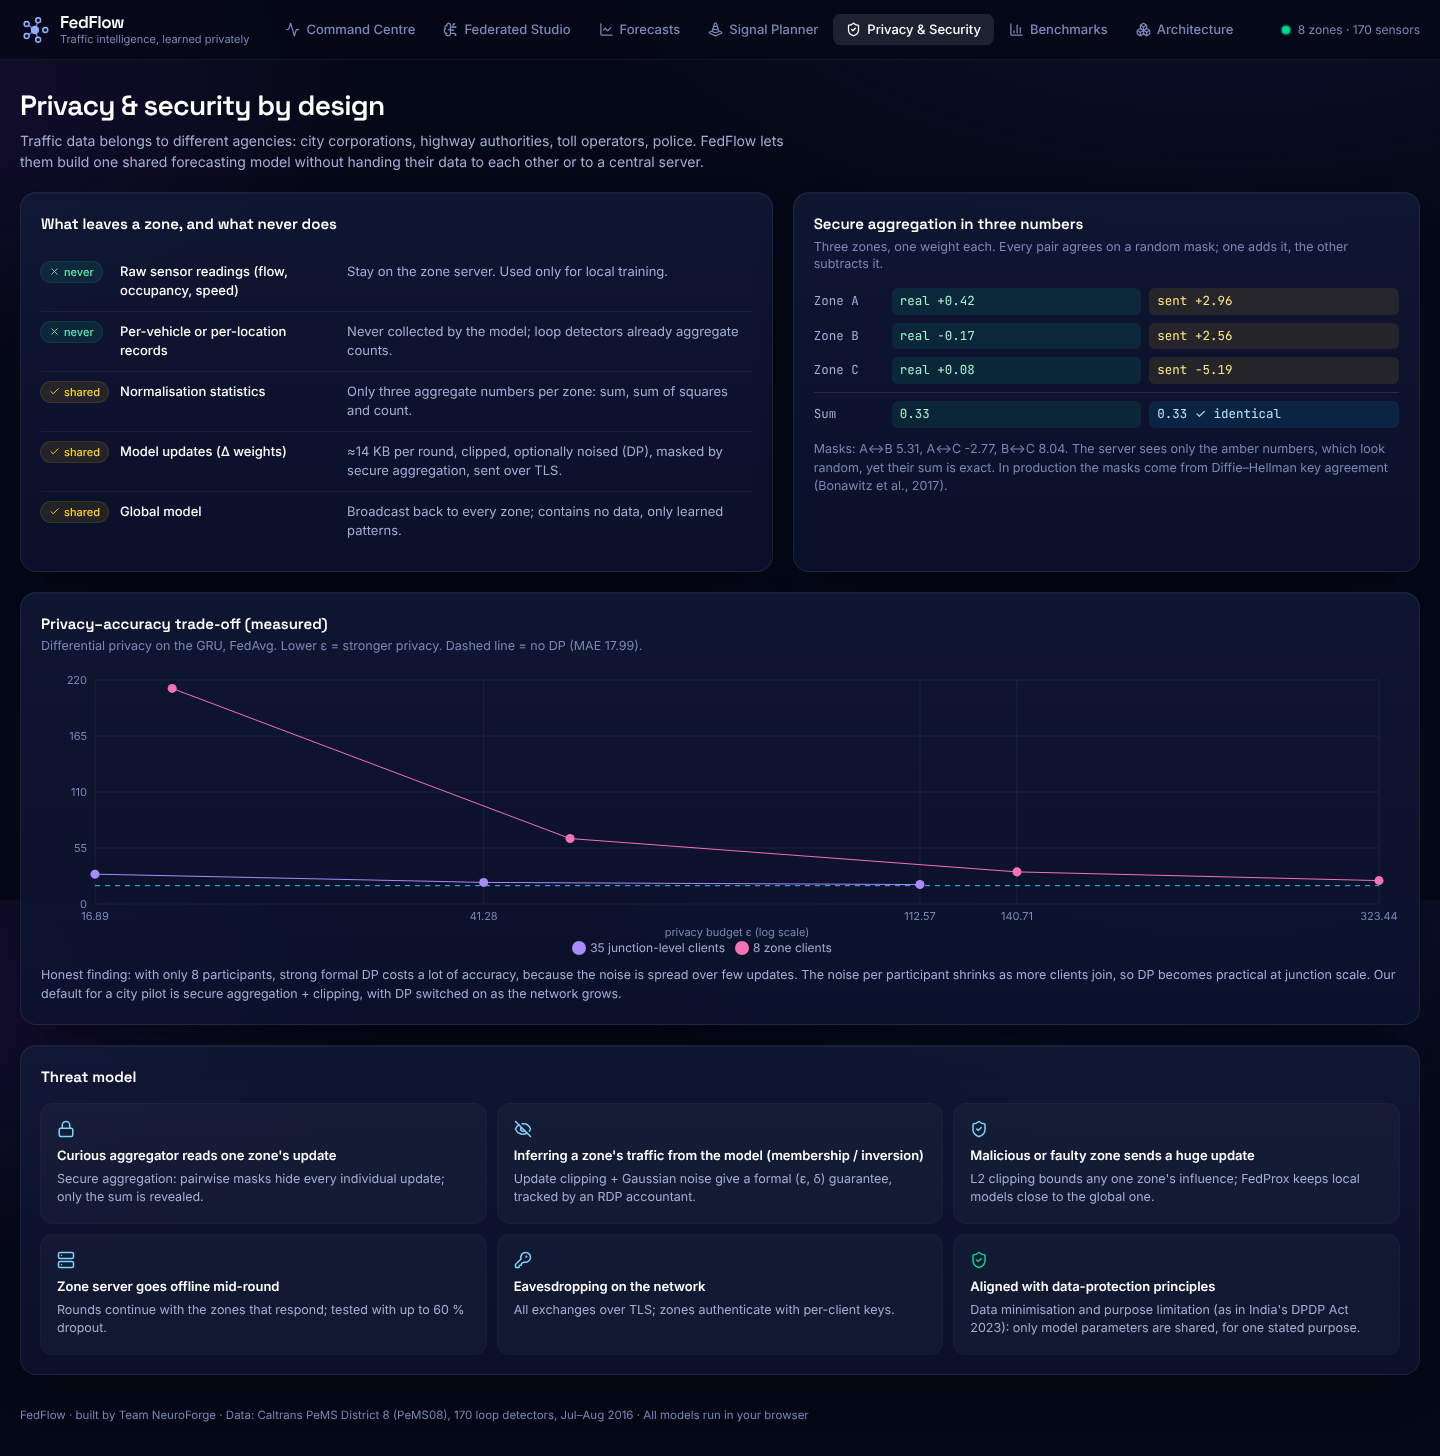 FedFlow
Traffic intelligence, learned privately
Command Centre
Federated Studio
Forecasts
Signal Planner
Privacy & Security
Benchmarks
Architecture
8 zones · 170 sensors
Privacy & security by design
Traffic data belongs to different agencies: city corporations, highway authorities, toll operators, police. FedFlow lets
them build one shared forecasting model without handing their data to each other or to a central server.
What leaves a zone, and what never does
× never
Raw sensor readings (flow,
occupancy, speed)
Stay on the zone server. Used only for local training.
× never
Per-vehicle or per-location
records
Never collected by the model; loop detectors already aggregate
counts.
✓ shared
Normalisation statistics
Only three aggregate numbers per zone: sum, sum of squares
and count.
✓ shared
Model updates (Δ weights)
≈14 KB per round, clipped, optionally noised (DP), masked by
secure aggregation, sent over TLS.
✓ shared
Global model
Broadcast back to every zone; contains no data, only learned
patterns.
Secure aggregation in three numbers
Three zones, one weight each. Every pair agrees on a random mask; one adds it, the other
subtracts it.
Zone A real +0.42 sent +2.96
Zone B real -0.17 sent +2.56
Zone C real +0.08 sent -5.19
Sum 0.33 0.33 ✓ identical
Masks: A↔B 5.31, A↔C -2.77, B↔C 8.04. The server sees only the amber numbers, which look
random, yet their sum is exact. In production the masks come from Diffie–Hellman key agreement
(Bonawitz et al., 2017).
Privacy–accuracy trade-off (measured)
Differential privacy on the GRU, FedAvg. Lower ε = stronger privacy. Dashed line = no DP (MAE 17.99).
220
165
110
55
0
16.89 41.28 112.57 140.71 323.44
privacy budget ε (log scale)
35 junction-level clients 8 zone clients
Honest finding: with only 8 participants, strong formal DP costs a lot of accuracy, because the noise is spread over few updates. The noise per participant shrinks as more clients join, so DP becomes practical at junction scale. Our
default for a city pilot is secure aggregation + clipping, with DP switched on as the network grows.
Threat model
Curious aggregator reads one zone's update
Secure aggregation: pairwise masks hide every individual update;
only the sum is revealed.
Inferring a zone's traffic from the model (membership / inversion)
Update clipping + Gaussian noise give a formal (ε, δ) guarantee,
tracked by an RDP accountant.
Malicious or faulty zone sends a huge update
L2 clipping bounds any one zone's influence; FedProx keeps local
models close to the global one.
Zone server goes offline mid-round
Rounds continue with the zones that respond; tested with up to 60 %
dropout.
Eavesdropping on the network
All exchanges over TLS; zones authenticate with per-client keys.
Aligned with data-protection principles
Data minimisation and purpose limitation (as in India's DPDP Act
2023): only model parameters are shared, for one stated purpose.
FedFlow · built by Team NeuroForge · Data: Caltrans PeMS District 8 (PeMS08), 170 loop detectors, Jul–Aug 2016 · All models run in your browser